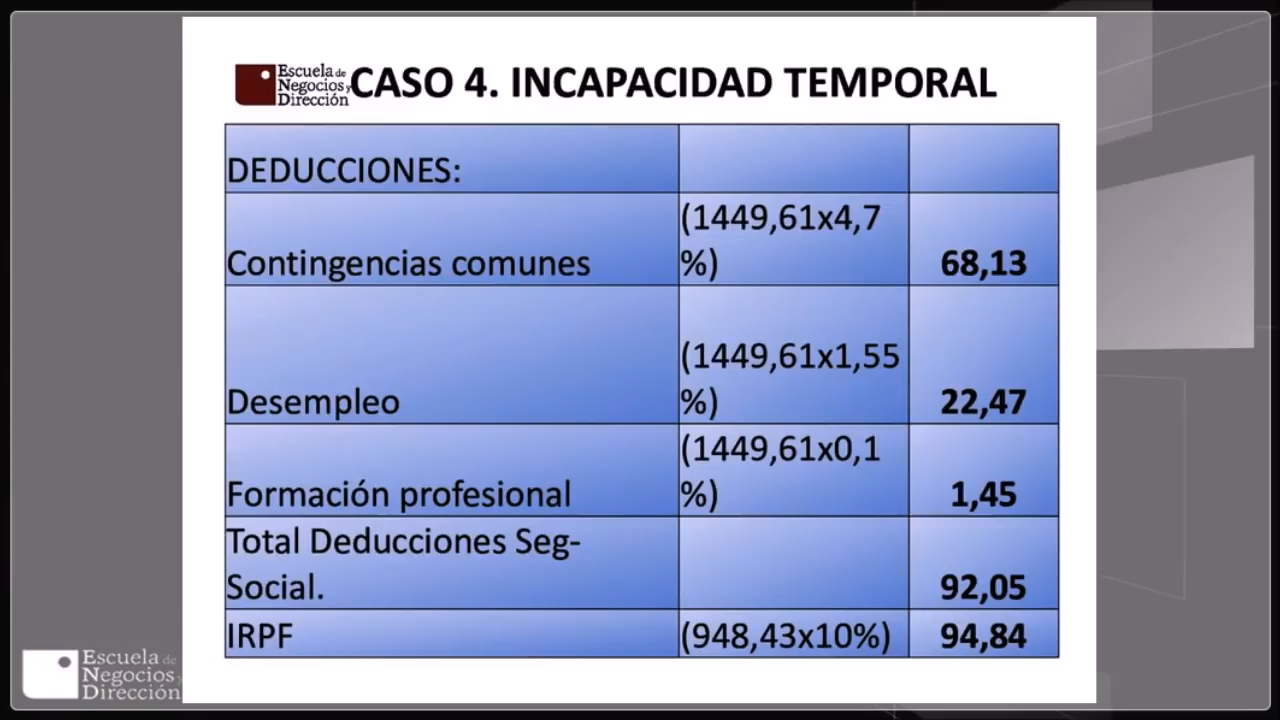 Escuela de
Negocios y
Dirección
CASO 4. INCAPACIDAD TEMPORAL
DEDUCCIONES:
Contingencias comunes
(1449,61x4,7
%)
68,13
Desempleo
(1449,61x1,55
%)
22,47
Formación profesional
(1449,61x0,1
%)
1,45
Total Deducciones Seg-
Social.
92,05
IRPF
(948,43x10%)
94,84
Escuela de
Negocios y
Dirección